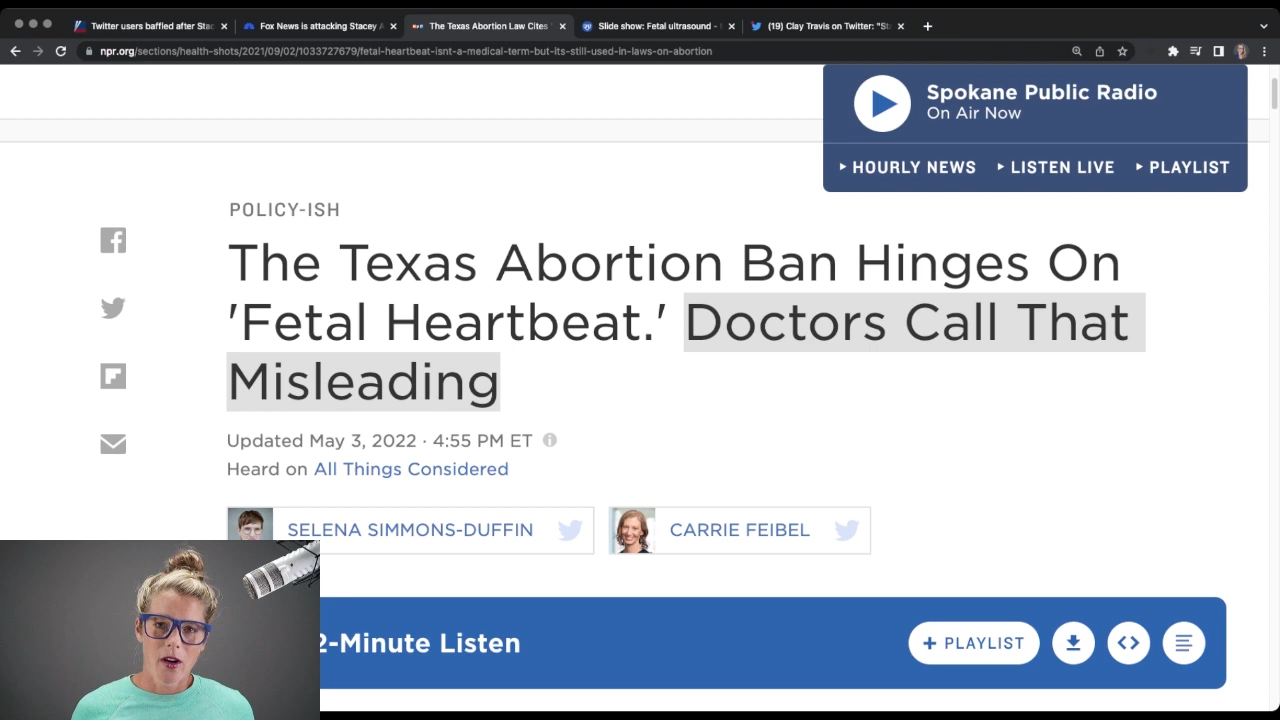 Twitter users baffled after Stac
Fox News is attacking Stacey A
The Texas Abortion Law Cites
Slide show: Fetal ultrasound -
(19) Clay Travis on Twitter: "St
npr.org/sections/health-shots/2021/09/02/1033727679/fetal-heartbeat-isnt-a-medical-term-but-its-still-used-in-laws-on-abortion
Spokane Public Radio
On Air Now
HOURLY NEWS
LISTEN LIVE
PLAYLIST
POLICY-ISH
The Texas Abortion Ban Hinges On
'Fetal Heartbeat.' Doctors Call That
Misleading
Updated May 3, 2022 · 4:55 PM ET
Heard on All Things Considered
SELENA SIMMONS-DUFFIN
CARRIE FEIBEL
2-Minute Listen
+ PLAYLIST